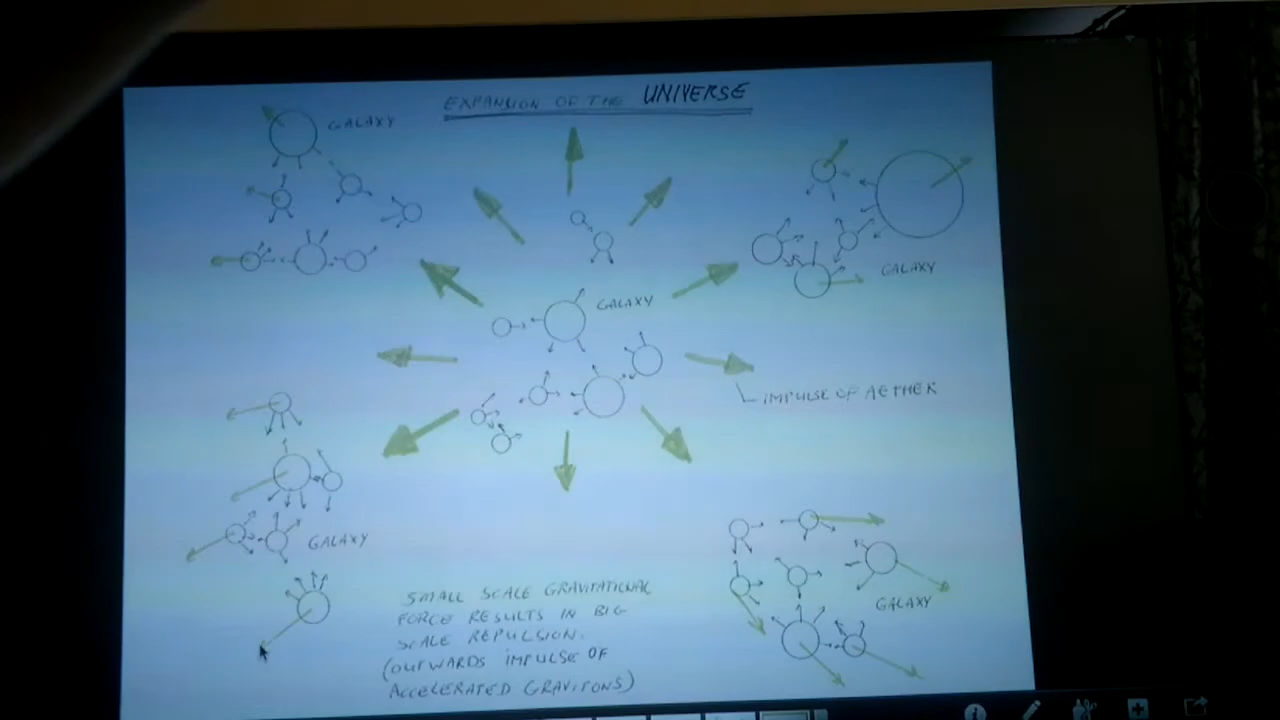 EXPANSION OF THE UNIVERSE
GALAXY
GALAXY
GALAXY
IMPULSE OF AETHER
GALAXY
GALAXY
SMALL SCALE GRAVITATIONAL
FORCE RESULTS IN BIG
SCALE REPULSION.
(OUTWARDS IMPULSE OF
ACCELERATED GRAVITONS)